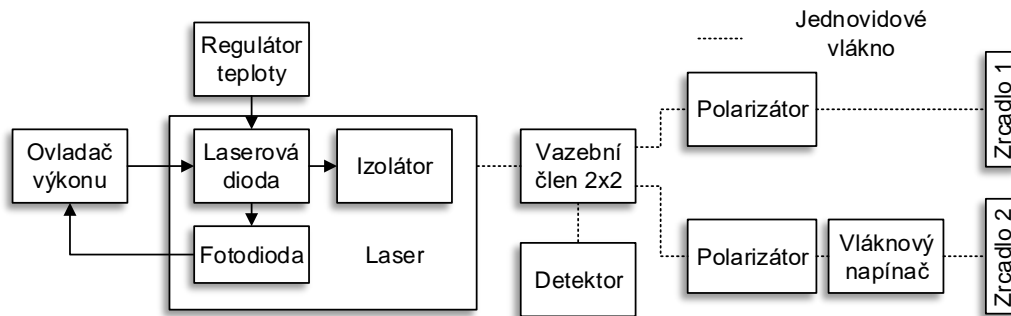 Regulátor
teploty
Jednovidové
vlákno
Ovladač
výkonu
Laserová
dioda
Izolátor
Fotodioda
Laser
Vazební
člen 2x2
Detektor
Polarizátor
Zrcadlo 1
Polarizátor
Vláknový
napínač
Zrcadlo 2